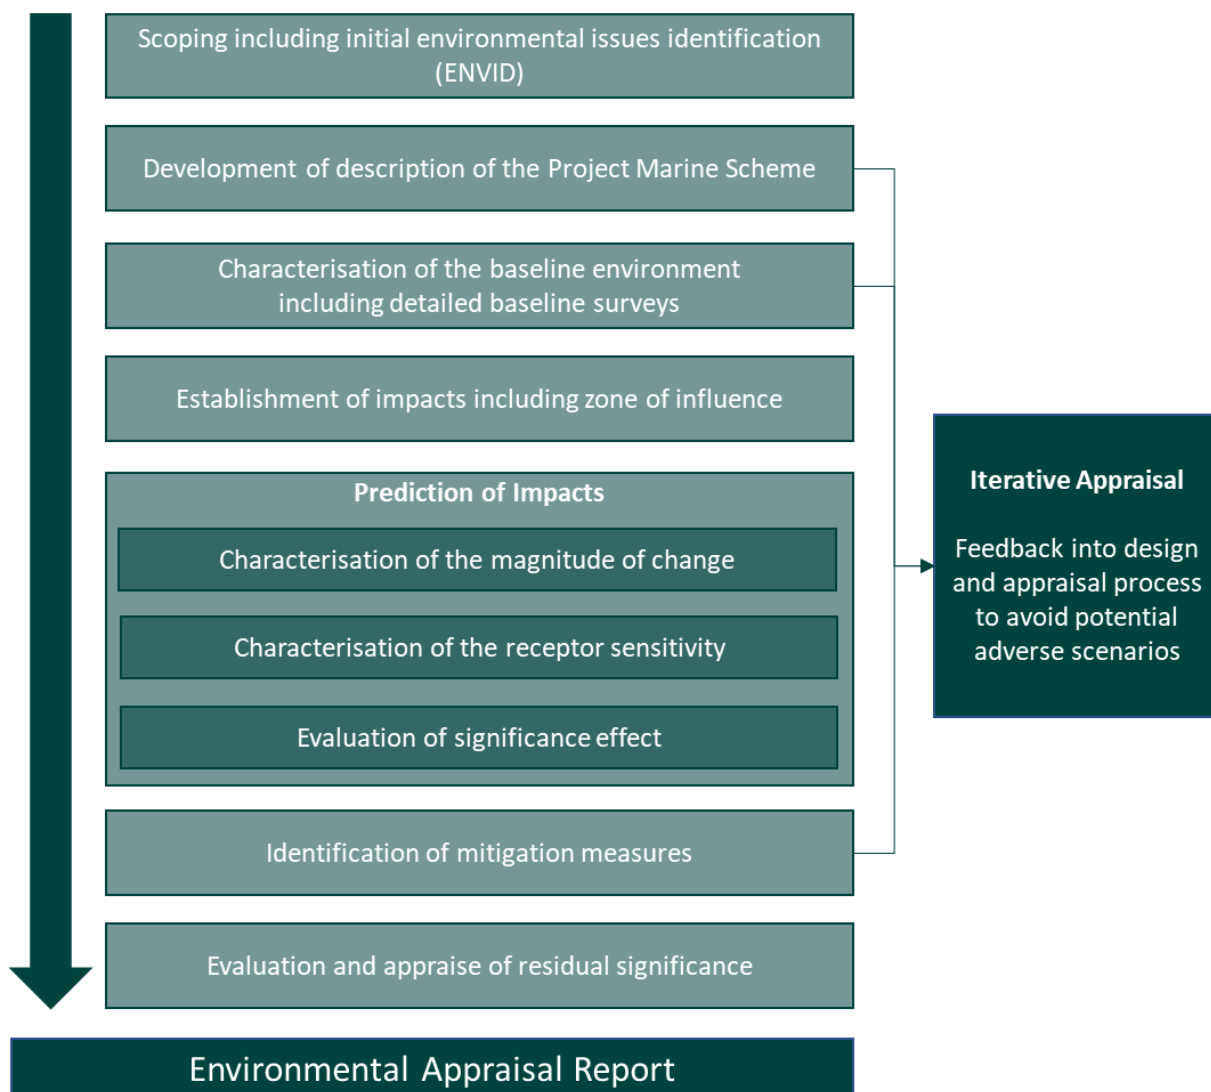 Scoping including initial environmental issues identification
(ENVID)
Development of description of the Project Marine Scheme
Characterisation of the baseline environment
including detailed baseline surveys
Establishment of impacts including zone of influence
Prediction of Impacts
Characterisation of the magnitude of change
Characterisation of the receptor sensitivity
Evaluation of significance effect
Identification of mitigation measures
Evaluation and appraise of residual significance
Environmental Appraisal Report
Iterative Appraisal
Feedback into design
and appraisal process
to avoid potential
adverse scenarios